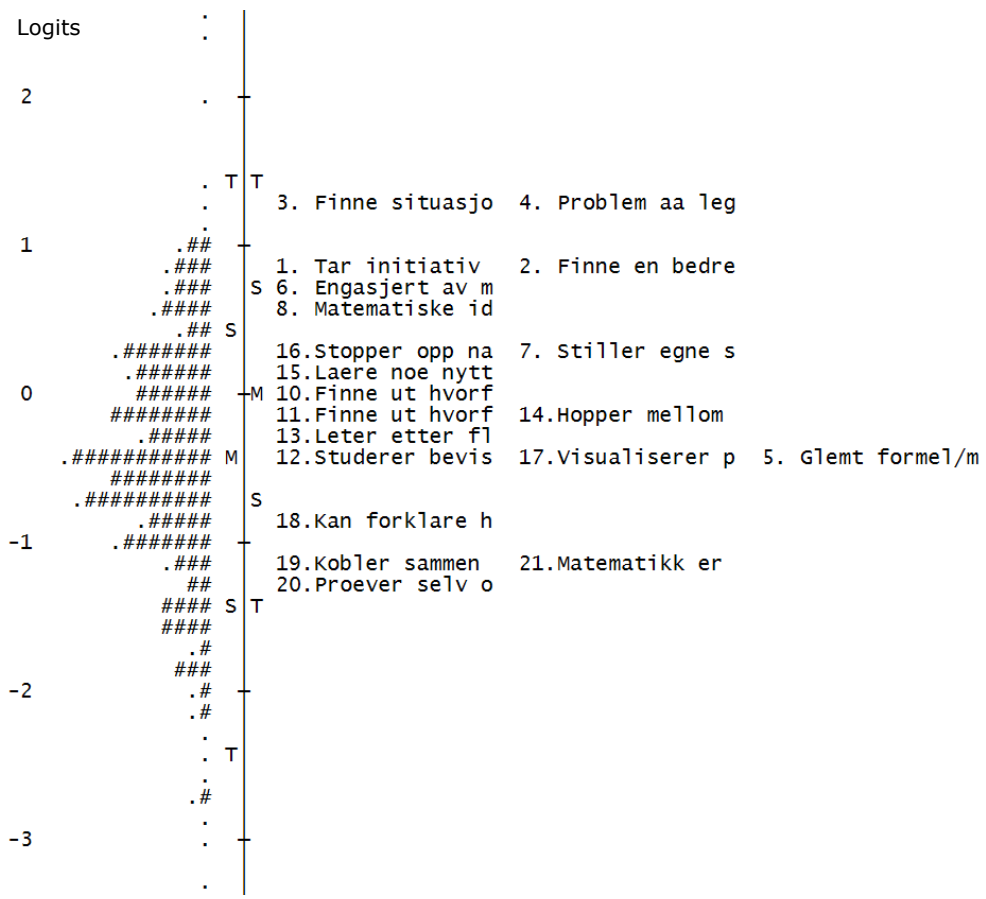 .
Logits
.
2 .
. T T
. 3. Finne situasjo 4. Problem aa leg
.
1 .##
.### 1. Tar initiativ 2. Finne en bedre
.### S 6. Engasjert av m
.#### 8. Matematiske id
.## S
.####### 16.Stopper opp na 7. Stiller egne s
.###### 15.Laere noe nytt
0 ###### M 10.Finne ut hvorf
######## 11.Finne ut hvorf 14.Hopper mellom
.##### 13.Leter etter fl
.########### M 12.Studerer bevis 17.Visualiserer p 5. Glemt formel/m
########
.########## S
.##### 18.Kan forklare h
-1 .#######
.### 19.Kobler sammen 21.Matematikk er
## 20.Proever selv o
#### S T
####
.#
###
-2 .#
.#
.
. T
.
.#
.
-3 .
.